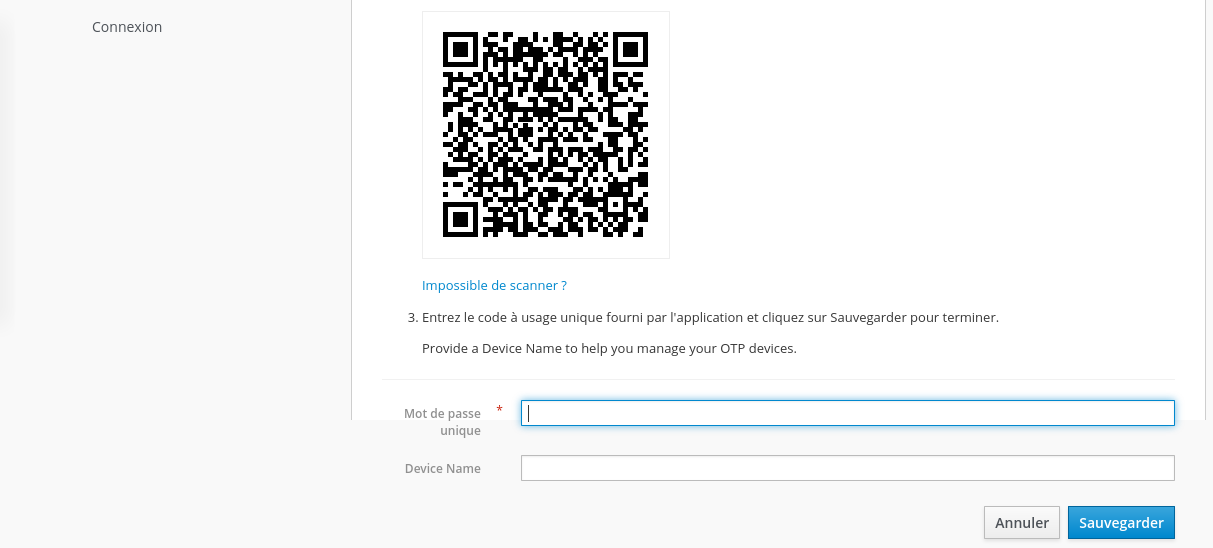 Connexion
Impossible de scanner ?
3. Entrez le code à usage unique fourni par l'application et cliquez sur Sauvegarder pour terminer.
Provide a Device Name to help you manage your OTP devices.
Mot de passe *
unique
Device Name
Annuler Sauvegarder